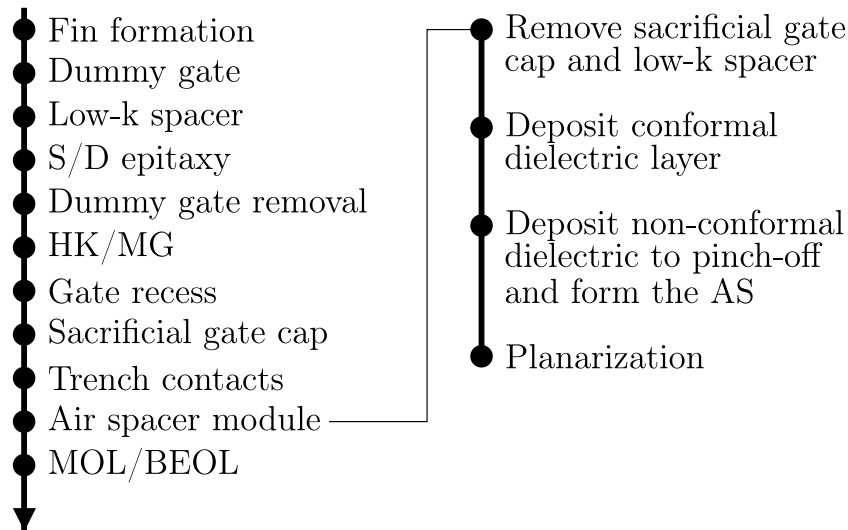 Fin formation
Dummy gate
Low-k spacer
S/D epitaxy
Dummy gate removal
HK/MG
Gate recess
Sacrificial gate cap
Trench contacts
Air spacer module
MOL/BEOL
Remove sacrificial gate
cap and low-k spacer
Deposit conformal
dielectric layer
Deposit non-conformal
dielectric to pinch-off
and form the AS
Planarization